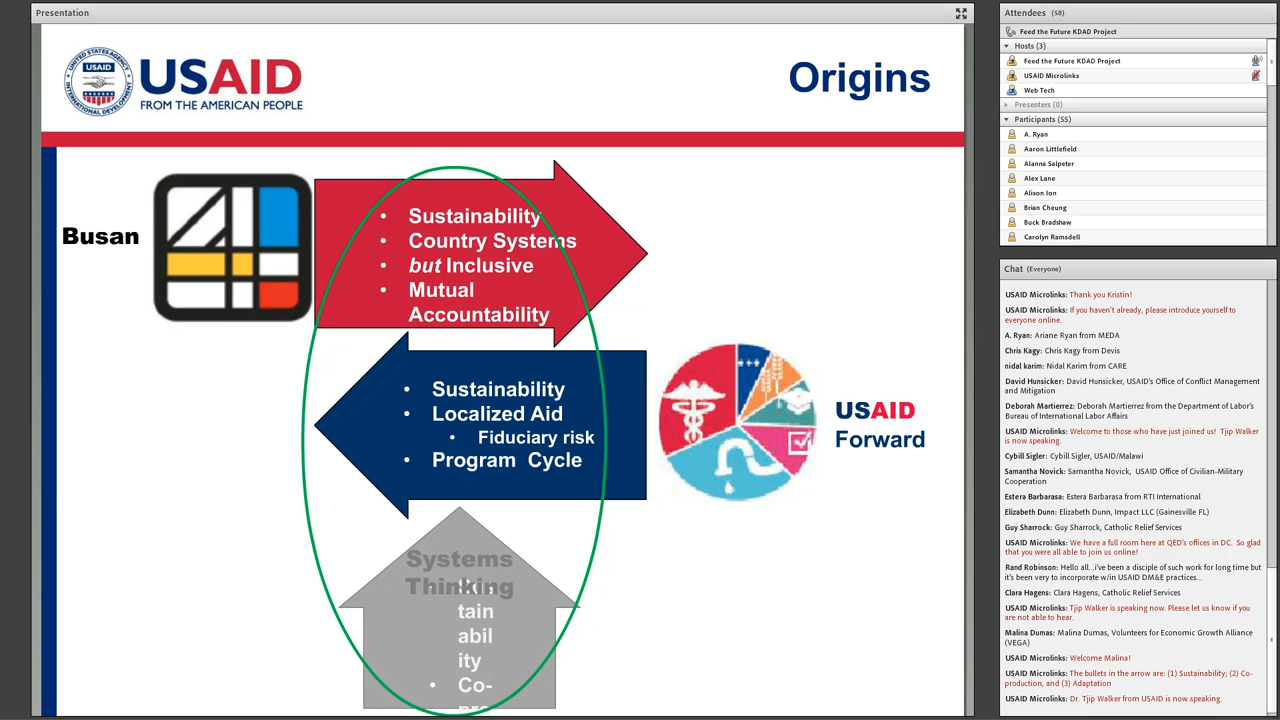 Presentation
USAID
USAID
FROM THE AMERICAN PEOPLE
Origins
Busan
• Sustainability
• Country Systems
• but Inclusive
• Mutual
Accountability
• Sustainability
• Localized Aid
• Fiduciary risk
• Program Cycle
USAID
Forward
Systems
Thinking
tain
abil
ity
• Co-
Attendees (58)
Feed the Future KDAD Project
Hosts (3)
Feed the Future KDAD Project
USAID Microlinks
Web Tech
Presenters (0)
Participants (55)
A. Ryan
Aaron Littlefield
Alanna Salpeter
Alex Lane
Alison Ion
Brian Cheung
Buck Bradshaw
Carolyn Ramsdell
Chat (Everyone)
USAID Microlinks: Thank you Kristin!
USAID Microlinks: If you haven't already, please introduce yourself to
everyone online.
A. Ryan: Ariane Ryan from MEDA
Chris Kagy: Chris Kagy from Devis
nidal karim: Nidal Karim from CARE
David Hunsicker: David Hunsicker, USAID's Office of Conflict Management
and Mitigation
Deborah Martierrez: Deborah Martierrez from the Department of Labor's
Bureau of International Labor Affairs
USAID Microlinks: Welcome to those who have just joined us! Tjip Walker
is now speaking.
Cybill Sigler: Cybill Sigler, USAID/Malawi
Samantha Novick: Samantha Novick, USAID Office of Civilian-Military
Cooperation
Estera Barbarasa: Estera Barbarasa from RTI International
Elizabeth Dunn: Elizabeth Dunn, Impact LLC (Gainesville FL)
Guy Sharrock: Guy Sharrock, Catholic Relief Services
USAID Microlinks: We have a full room here at QED's offices in DC. So glad
that you were all able to join us online!
Rand Robinson: Hello all...i've been a disciple of such work for long time but
it's been very to incorporate w/in USAID DM&E practices...
Clara Hagens: Clara Hagens, Catholic Relief Services
USAID Microlinks: Tjip Walker is speaking now. Please let us know if you
are not able to hear.
Malina Dumas: Malina Dumas, Volunteers for Economic Growth Alliance
(VEGA)
USAID Microlinks: Welcome Malina!
USAID Microlinks: The bullets in the arrow are: (1) Sustainability; (2) Co-
production, and (3) Adaptation
USAID Microlinks: Dr. Tjip Walker from USAID is now speaking.